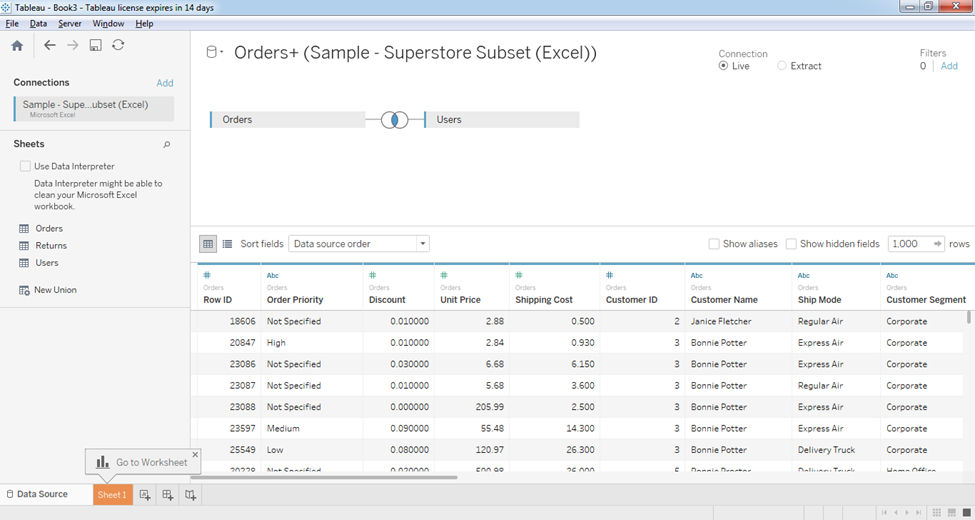 Tableau - Book3 - Tableau license expires in 14 days
File Data Server Window Help
Connections Add
Sample - Supe...ubset (Excel)
Microsoft Excel
Sheets
Use Data Interpreter
Data Interpreter might be able to
clean your Microsoft Excel
workbook.
Orders
Returns
Users
New Union
Orders+ (Sample - Superstore Subset (Excel))
Connection
Live Extract
Filters
0 Add
Orders Users
Sort fields Data source order Show aliases Show hidden fields 1,000 rows
# Abc # # # # Abc Abc Abc
Orders Orders Orders Orders Orders Orders Orders Orders Orders
Row ID Order Priority Discount Unit Price Shipping Cost Customer ID Customer Name Ship Mode Customer Segment
18606 Not Specified 0.010000 2.88 0.500 2 Janice Fletcher Regular Air Corporate
20847 High 0.010000 2.84 0.930 3 Bonnie Potter Express Air Corporate
23086 Not Specified 0.030000 6.68 6.150 3 Bonnie Potter Express Air Corporate
23087 Not Specified 0.010000 5.68 3.600 3 Bonnie Potter Regular Air Corporate
23088 Not Specified 0.000000 205.99 2.500 3 Bonnie Potter Express Air Corporate
23597 Medium 0.090000 55.48 14.300 3 Bonnie Potter Express Air Corporate
25549 Low 0.080000 120.97 26.300 3 Bonnie Potter Delivery Truck Corporate
Not Specified 500.98 26.000 5 Ronnie Proctor Delivery Truck Home Office
Go to Worksheet
Data Source Sheet 1